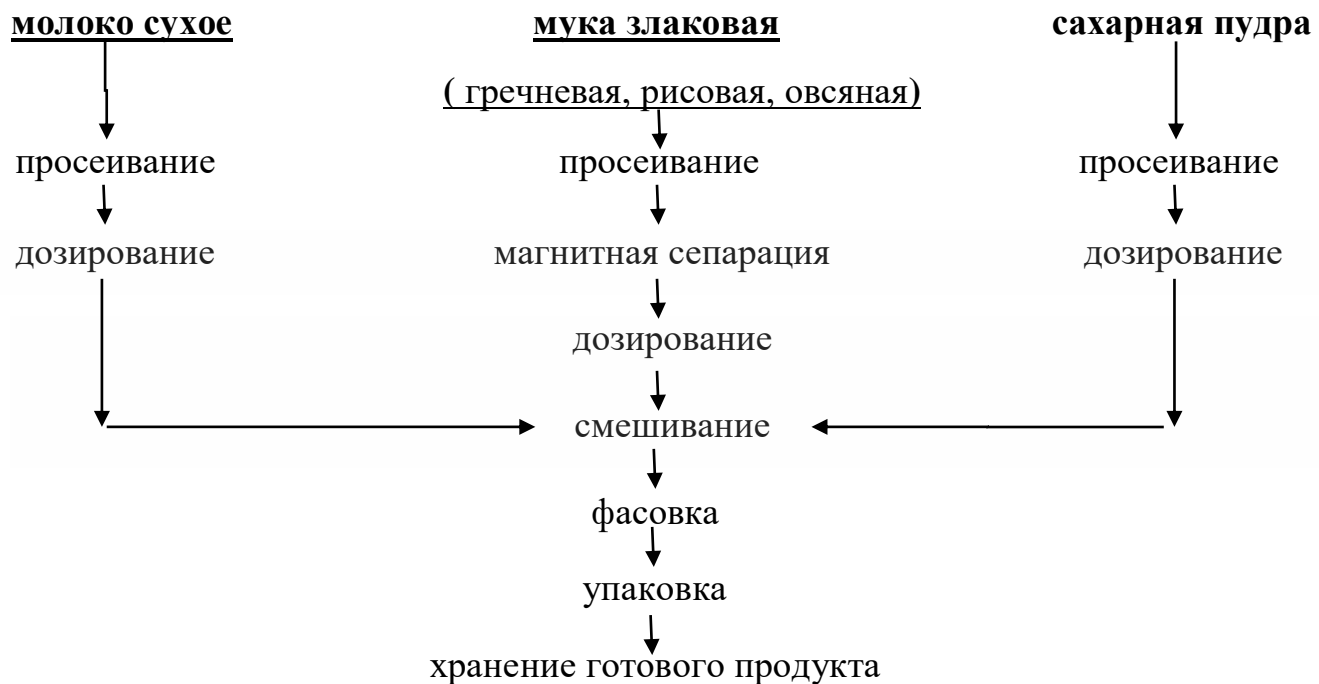 молоко сухое мука злаковая сахарная пудра
( гречневая, рисовая, овсяная)
просеивание просеивание просеивание
дозирование магнитная сепарация дозирование
дозирование
смешивание
фасовка
упаковка
хранение готового продукта